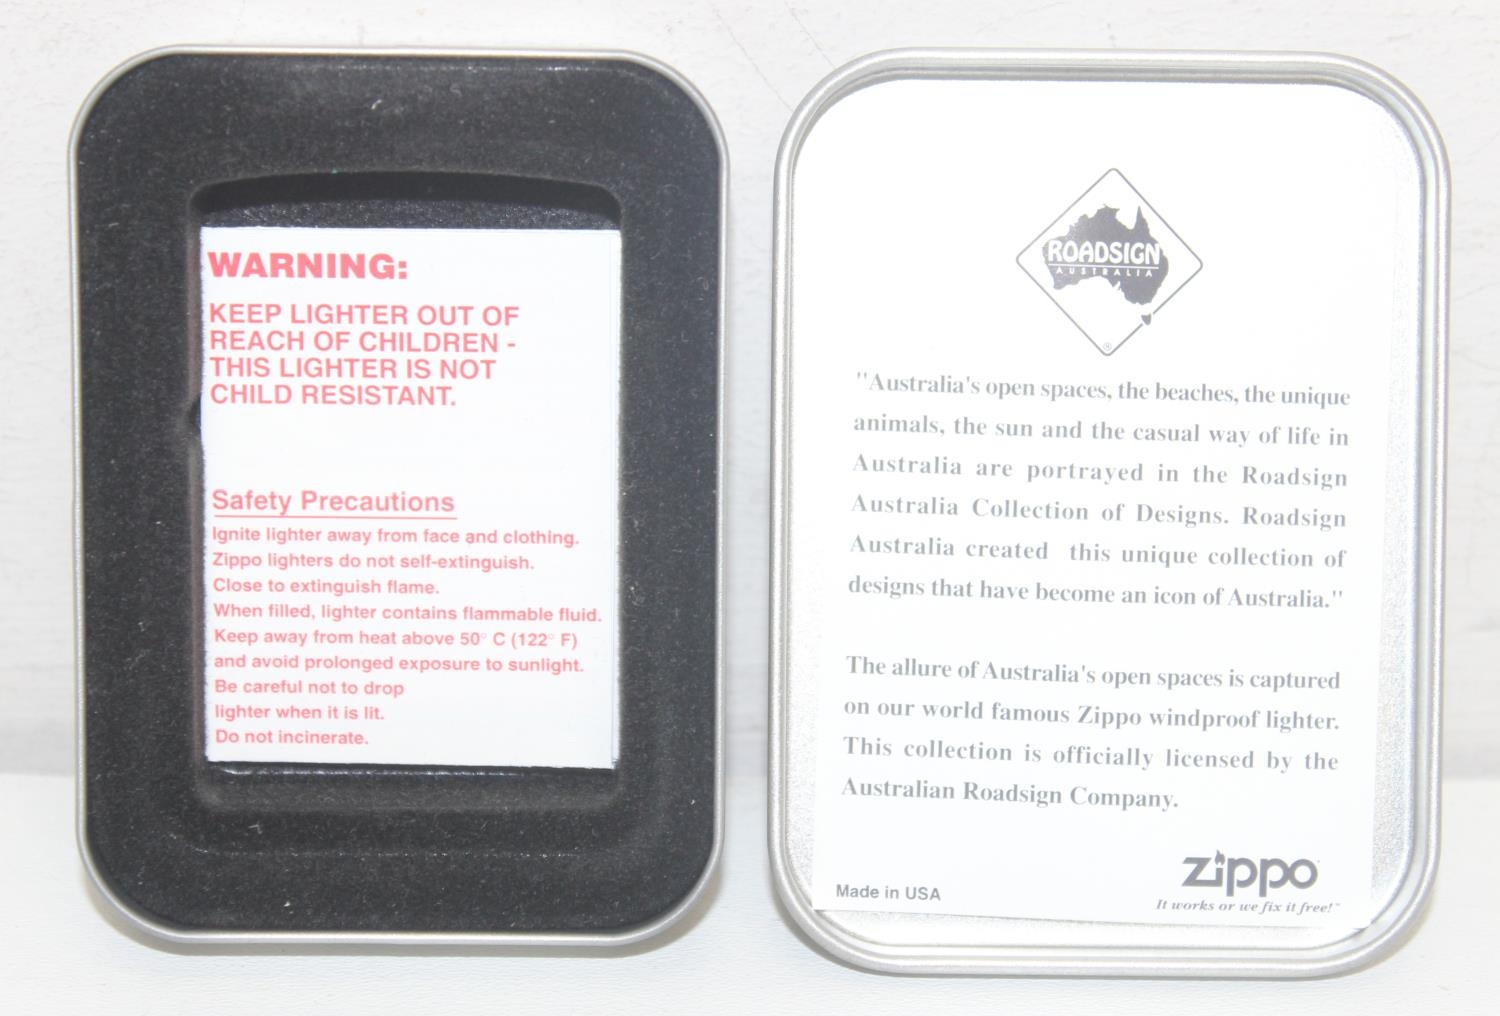 WARNING:
KEEP LIGHTER OUT OF
REACH OF CHILDREN -
THIS LIGHTER IS NOT
CHILD RESISTANT.
Safety Precautions
Ignite lighter away from face and clothing.
Zippo lighters do not self-extinguish.
Close to extinguish flame.
When filled, lighter contains flammable fluid.
Keep away from heat above 50° C (122° F)
and avoid prolonged exposure to sunlight.
Be careful not to drop
lighter when it is lit.
Do not incinerate.
ROADSIGN
AUSTRALIA
®
"Australia's open spaces, the beaches, the unique
animals, the sun and the casual way of life in
Australia are portrayed in the Roadsign
Australia Collection of Designs. Roadsign
Australia created this unique collection of
designs that have become an icon of Australia."
The allure of Australia's open spaces is captured
on our world famous Zippo windproof lighter.
This collection is officially licensed by the
Australian Roadsign Company.
Made in USA
zippo
It works or we fix it free!™